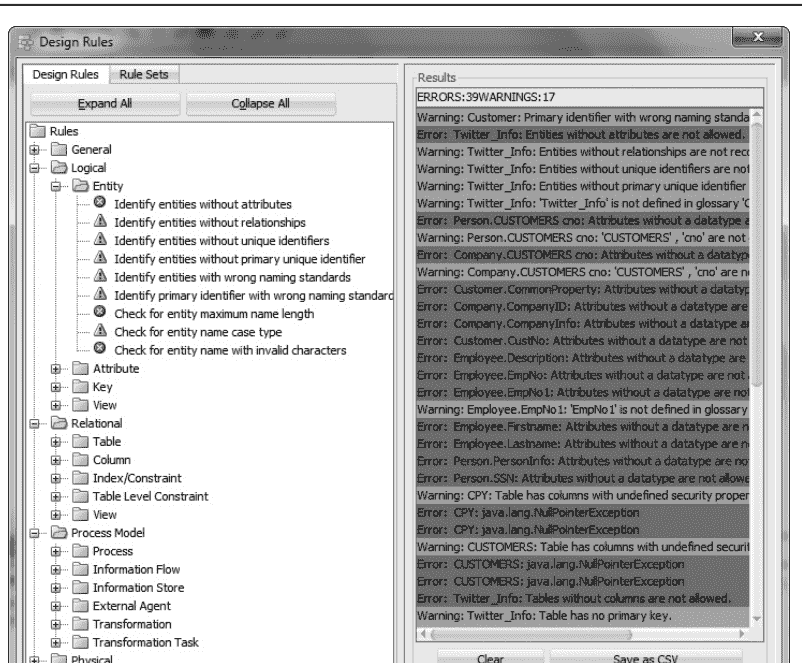 Design Rules
Design Rules
Rule Sets
Expand All
Collapse All
Rules
General
Logical
Entity
Identify entities without attributes
Identify entities without relationships
Identify entities without unique identifiers
Identify entities without primary unique identifier
Identify entities with wrong naming standards
Identify primary identifier with wrong naming standard
Check for entity maximum name length
Check for entity name case type
Check for entity name with invalid characters
Attribute
Key
View
Relational
Table
Column
Index/Constraint
Table Level Constraint
View
Process Model
Process
Information Flow
Information Store
External Agent
Transformation
Transformation Task
Physical
Results
ERRORS:39WARNINGS:17
Warning: Customer: Primary identifier with wrong naming standa
Error: Twitter_Info: Entities without attributes are not allowed.
Warning: Twitter_Info: Entities without relationships are not reco
Warning: Twitter_Info: Entities without unique identifiers are not
Warning: Twitter_Info: Entities without primary unique identifier
Warning: Twitter_Info: 'Twitter_Info' is not defined in glossary 'C
Error: Person.CUSTOMERS cno: Attributes without a datatype a
Warning: Person.CUSTOMERS cno: 'CUSTOMERS' , 'cno' are not
Error: Company.CUSTOMERS cno: Attributes without a datatyp
Warning: Company.CUSTOMERS cno: 'CUSTOMERS' , 'cno' are n
Error: Customer.CommonProperty: Attributes without a datatyp
Error: Company.CompanyID: Attributes without a datatype are
Error: Company.CompanyInfo: Attributes without a datatype ar
Error: Customer.CustNo: Attributes without a datatype are not
Error: Employee.Description: Attributes without a datatype are
Error: Employee.EmpNo: Attributes without a datatype are not
Error: Employee.EmpNo1: Attributes without a datatype are not
Warning: Employee.EmpNo1: 'EmpNo1' is not defined in glossary
Error: Employee.Firstname: Attributes without a datatype are n
Error: Employee.Lastname: Attributes without a datatype are n
Error: Person.PersonInfo: Attributes without a datatype are no
Error: Person.SSN: Attributes without a datatype are not allowe
Warning: CPY: Table has columns with undefined security proper
Error: CPY: java.lang.NullPointerException
Error: CPY: java.lang.NullPointerException
Warning: CUSTOMERS: Table has columns with undefined securit
Error: CUSTOMERS: java.lang.NullPointerException
Error: CUSTOMERS: java.lang.NullPointerException
Error: Twitter_Info: Tables without columns are not allowed.
Warning: Twitter_Info: Table has no primary key.
Clear
Save as CSV